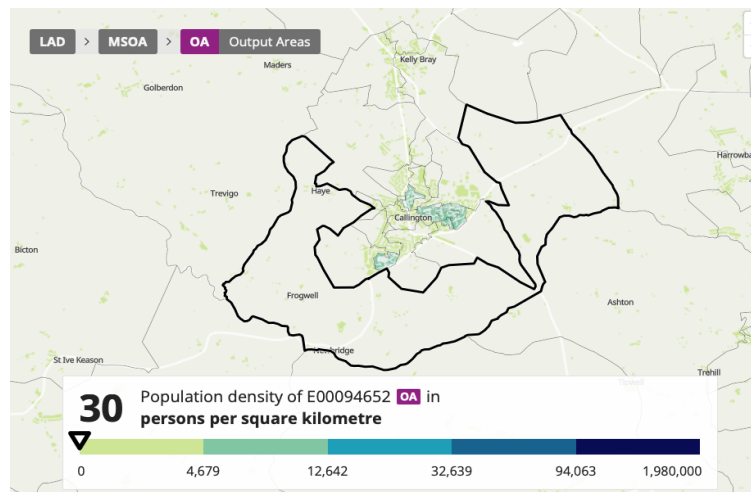 LAD > MSOA > OA Output Areas
Kelly Bray
Maders
Golberdon
Harrowba
Trevigo
Haye
Callington
Bicton
Frogwell
Ashton
Newbridge
St Ive Keason
Trehill
30 Population density of E00094652 OA in
persons per square kilometre
0 4,679 12,642 32,639 94,063 1,980,000